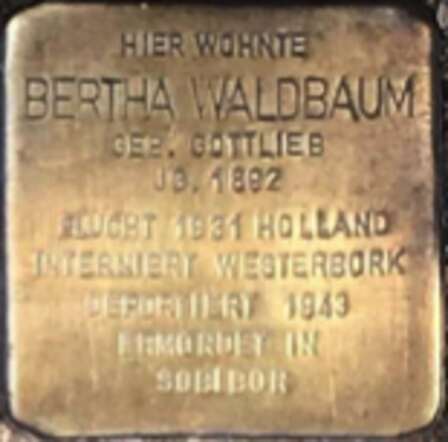 HIER WOHNTE
BERTHA WALDBAUM
GEB. GOTTLIEB
JG. 1892
FLUCHT 1931 HOLLAND
INTERNIERT WESTERBORK
DEPORTIERT 1943
ERMORDET IN
SOBIBOR